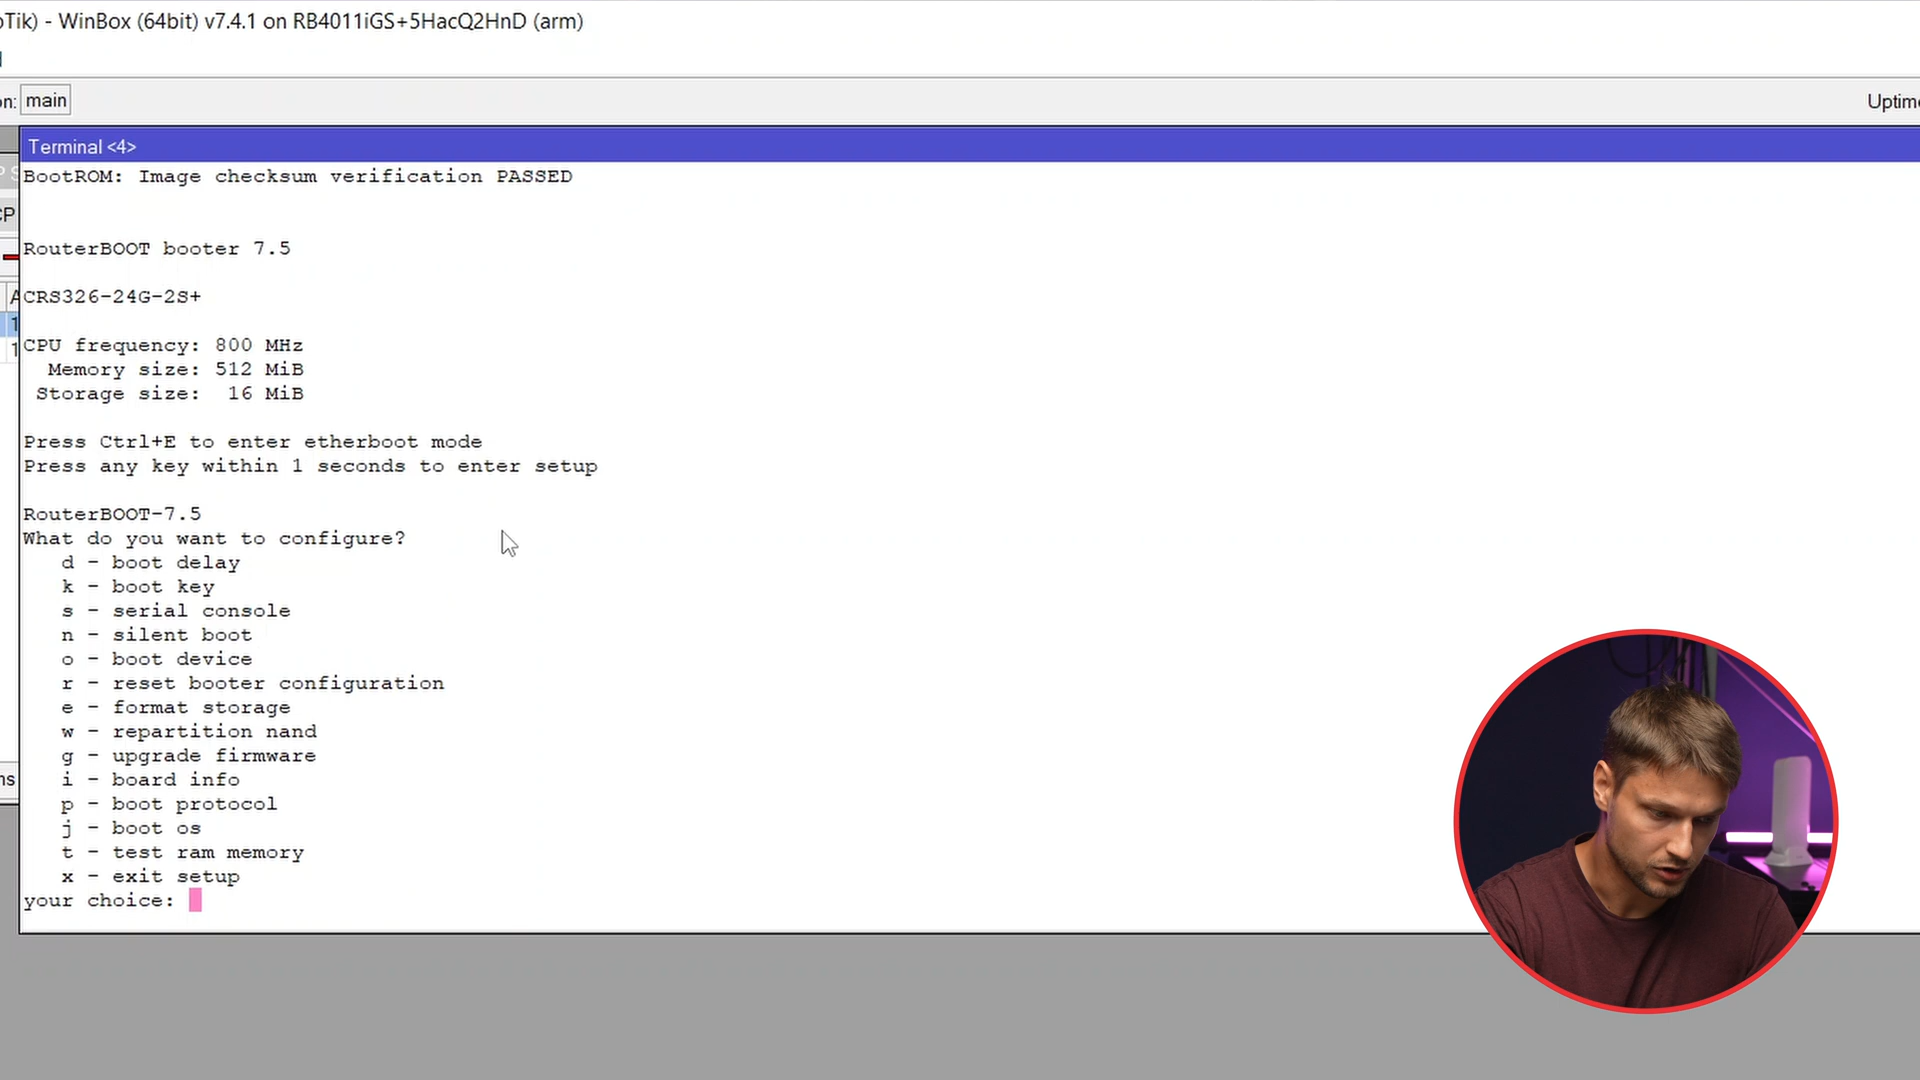 oTik) - WinBox (64bit) v7.4.1 on RB4011iGS+5HacQ2HnD (arm)
on: main
Uptime
Terminal <4>
BootROM: Image checksum verification PASSED
RouterBOOT booter 7.5
CRS326-24G-2S+
CPU frequency: 800 MHz
Memory size: 512 MiB
Storage size: 16 MiB
Press Ctrl+E to enter etherboot mode
Press any key within 1 seconds to enter setup
RouterBOOT-7.5
What do you want to configure?
d - boot delay
k - boot key
s - serial console
n - silent boot
o - boot device
r - reset booter configuration
e - format storage
w - repartition nand
g - upgrade firmware
i - board info
p - boot protocol
j - boot os
t - test ram memory
x - exit setup
your choice: